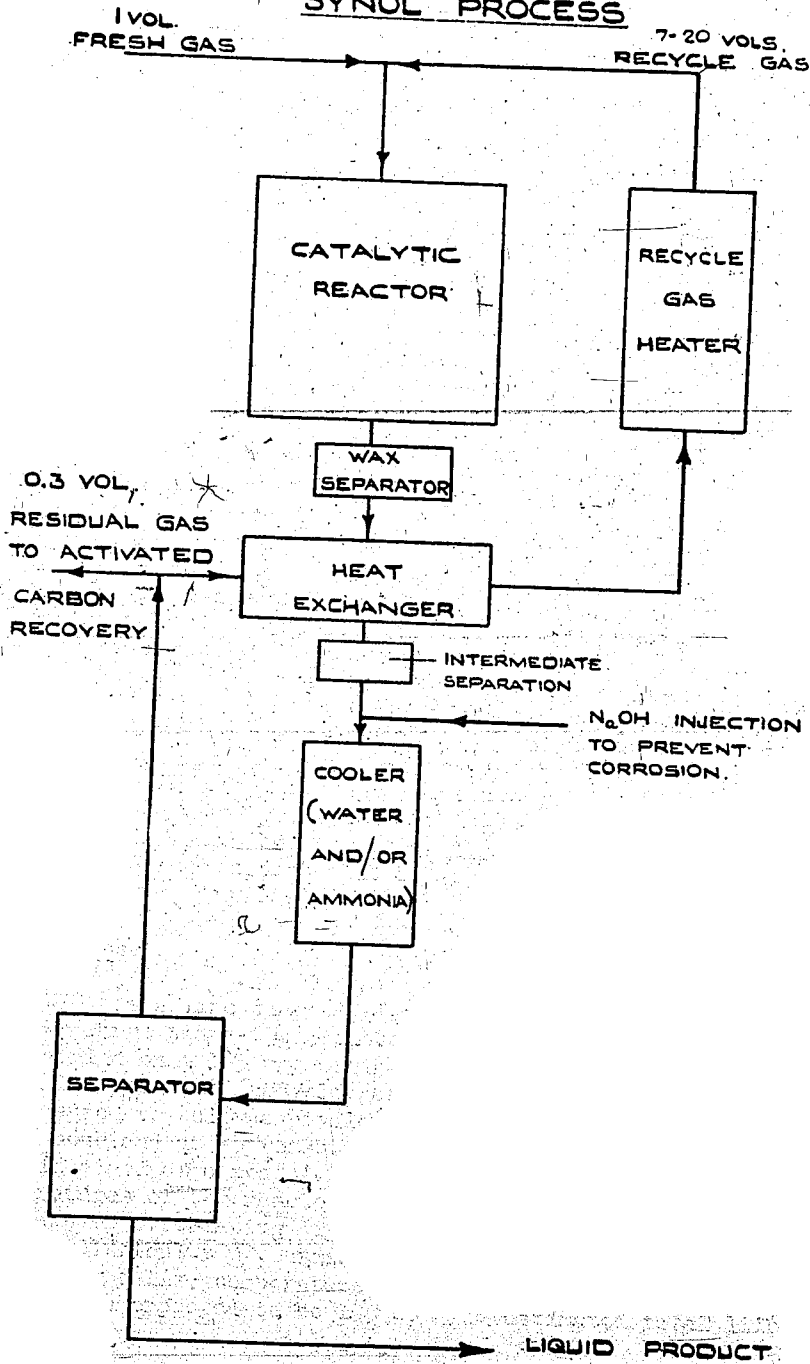 SYNOL PROCESS
1 VOL.
FRESH GAS
7-20 VOLS.
RECYCLE GAS
CATALYTIC
REACTOR
RECYCLE
GAS
HEATER
WAX
SEPARATOR
0.3 VOL.
RESIDUAL GAS
TO ACTIVATED
CARBON
RECOVERY
HEAT
EXCHANGER
INTERMEDIATE
SEPARATION
NaOH INJECTION
TO PREVENT
CORROSION.
COOLER
(WATER
AND/OR
AMMONIA)
SEPARATOR
LIQUID PRODUCT